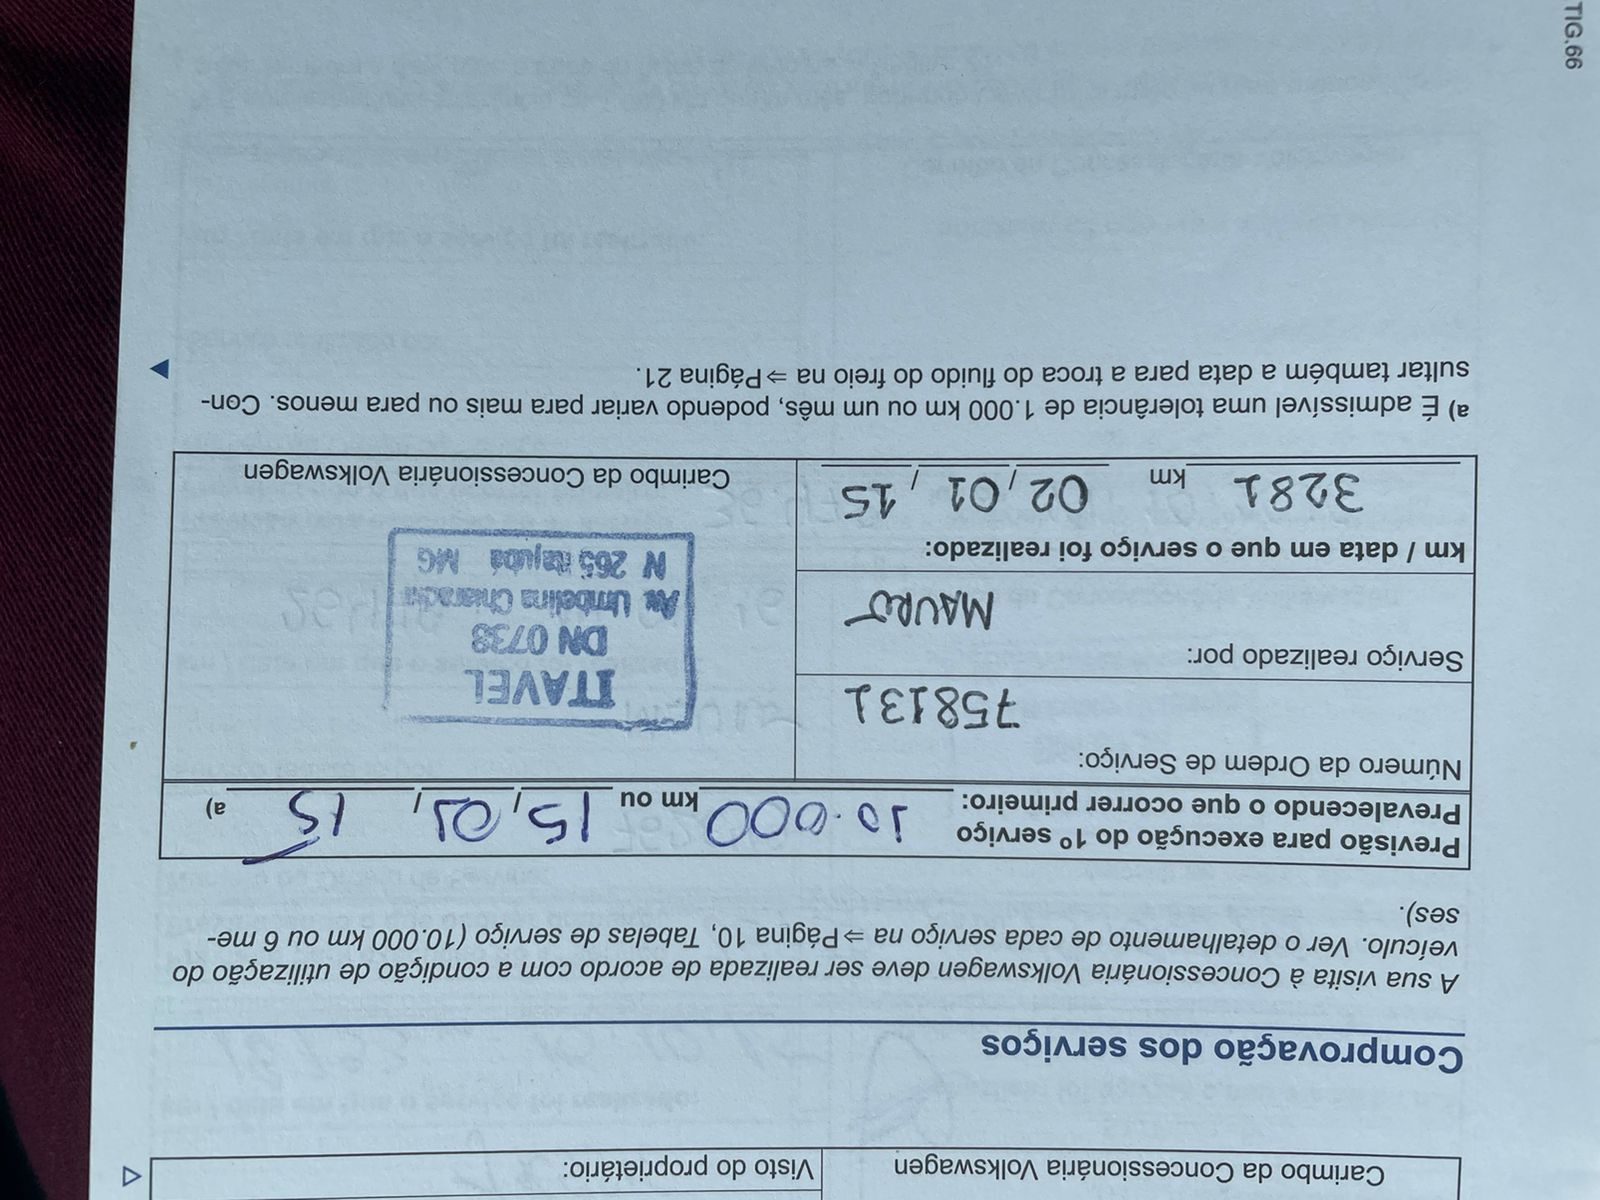 Carimbo da Concessionária Volkswagen
Visto do proprietário:
Comprovação dos serviços
A sua visita à Concessionária Volkswagen deve ser realizada de acordo com a condição de utilização do
veículo. Ver o detalhamento de cada serviço na ⇒ Página 10, Tabelas de serviço (10.000 km ou 6 me-
ses).
Previsão para execução do 1º serviço
Prevalecendo o que ocorrer primeiro: 10.000 km ou 15/01/15 a)
Número da Ordem de Serviço:
758131
Serviço realizado por:
MAURO
km / data em que o serviço foi realizado:
3281 km 02/01/15
ITAVEL
DN 0738
Av. Umbelina Chiaradia
N 265 Itajubá MG
Carimbo da Concessionária Volkswagen
a) É admissível uma tolerância de 1.000 km ou um mês, podendo variar para mais ou para menos. Con-
sultar também a data para a troca do fluido do freio na ⇒ Página 21.
TIG.66